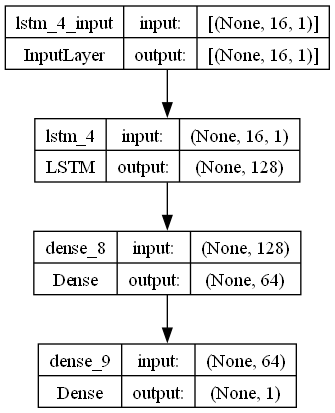 lstm_4_input input: [(None, 16, 1)]
InputLayer output: [(None, 16, 1)]
lstm_4 input: (None, 16, 1)
LSTM output: (None, 128)
dense_8 input: (None, 128)
Dense output: (None, 64)
dense_9 input: (None, 64)
Dense output: (None, 1)